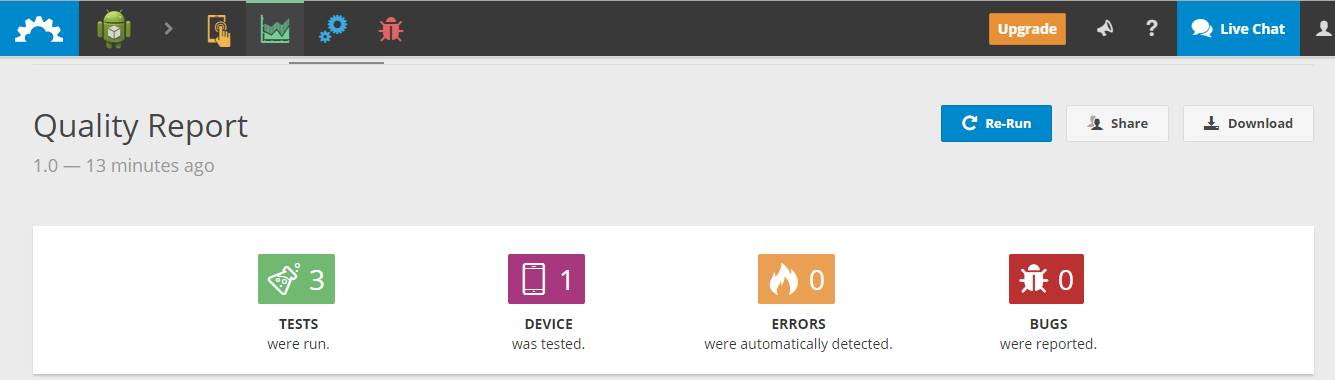 Upgrade
?
Live Chat
Quality Report
Re-Run
Share
Download
1.0 — 13 minutes ago
3
1
0
0
TESTS
DEVICE
ERRORS
BUGS
were run.
was tested.
were automatically detected.
were reported.